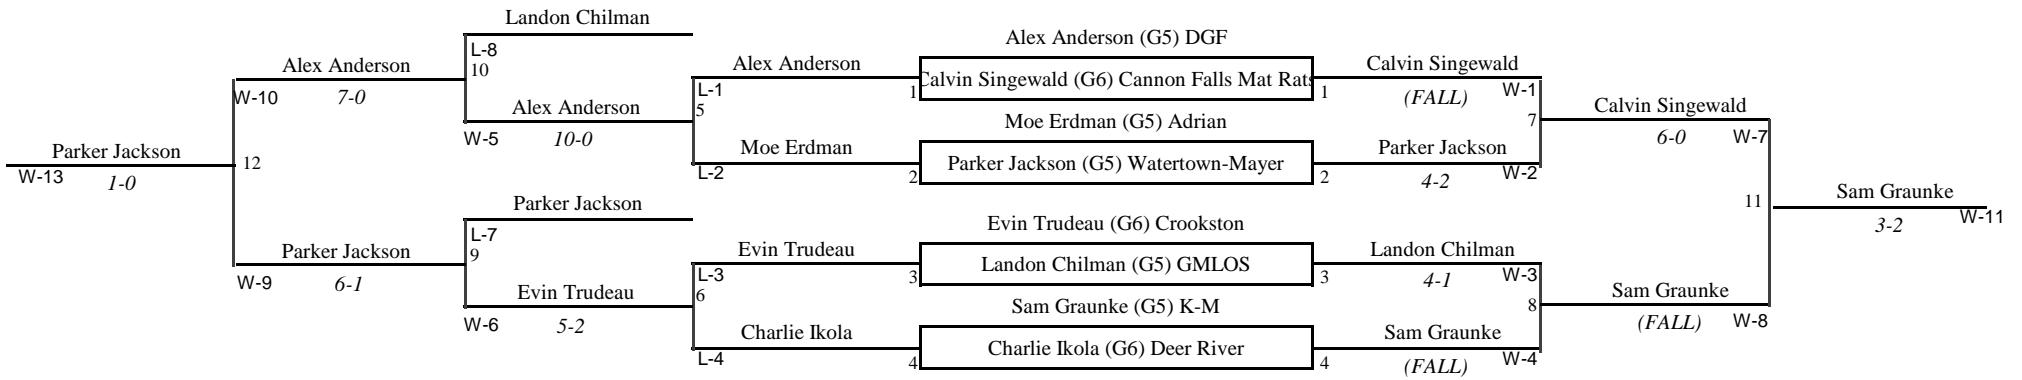 Landon Chilman
L-8
10
Alex Anderson
7-0
W-10
Alex Anderson
10-0
W-5
Alex Anderson
L-1
5
1
Alex Anderson (G5) DGF
Calvin Singewald (G6) Cannon Falls Mat Rats
1
Calvin Singewald
(FALL)
W-1
7
Calvin Singewald
6-0
W-7
Parker Jackson
W-13
1-0
12
Moe Erdman
L-2
2
Moe Erdman (G5) Adrian
Parker Jackson (G5) Watertown-Mayer
2
Parker Jackson
4-2
W-2
Parker Jackson
L-7
9
Parker Jackson
W-9
6-1
Evin Trudeau
W-6
5-2
Evin Trudeau
L-3
6
3
Evin Trudeau (G6) Crookston
Landon Chilman (G5) GMLOS
3
Landon Chilman
4-1
W-3
8
11
Sam Graunke
3-2
W-11
Charlie Ikola
L-4
4
Sam Graunke (G5) K-M
Charlie Ikola (G6) Deer River
4
Sam Graunke
(FALL)
W-4
Sam Graunke
(FALL)
W-8